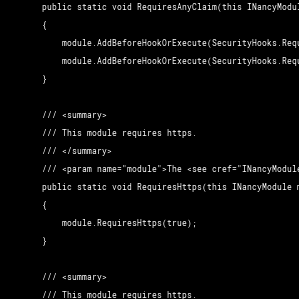 public static void RequiresAnyClaim(this INancyModul
{
module.AddBeforeHookOrExecute(SecurityHooks.Requ
module.AddBeforeHookOrExecute(SecurityHooks.Requ
}
/// <summary>
/// This module requires https.
/// </summary>
/// <param name="module">The <see cref="INancyModule
public static void RequiresHttps(this INancyModule m
{
module.RequiresHttps(true);
}
/// <summary>
/// This module requires https.